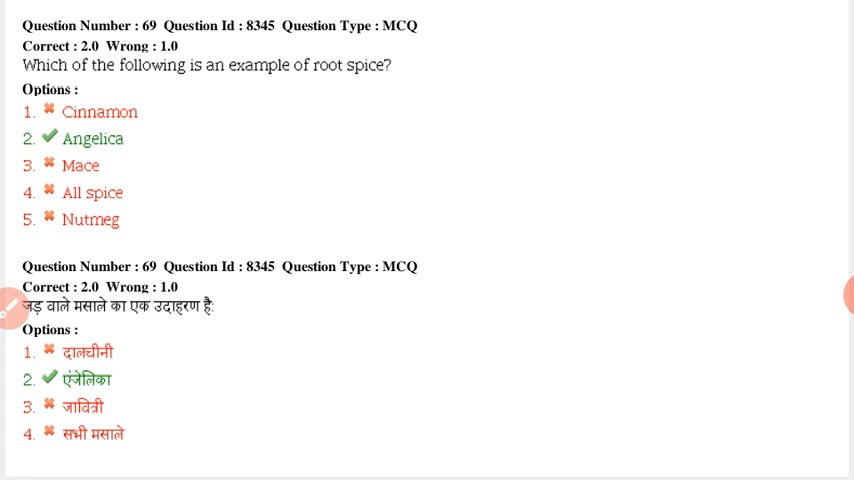 Question Number : 69 Question Id : 8345 Question Type : MCQ
Correct : 2.0 Wrong : 1.0
Which of the following is an example of root spice?
Options :
1. Cinnamon
2. Angelica
3. Mace
4. All spice
5. Nutmeg
Question Number : 69 Question Id : 8345 Question Type : MCQ
Correct : 2.0 Wrong : 1.0
जड़ वाले मसाले का एक उदाहरण है:
Options :
1. दालचीनी
2. एंजेलिका
3. जावित्री
4. सभी मसाले